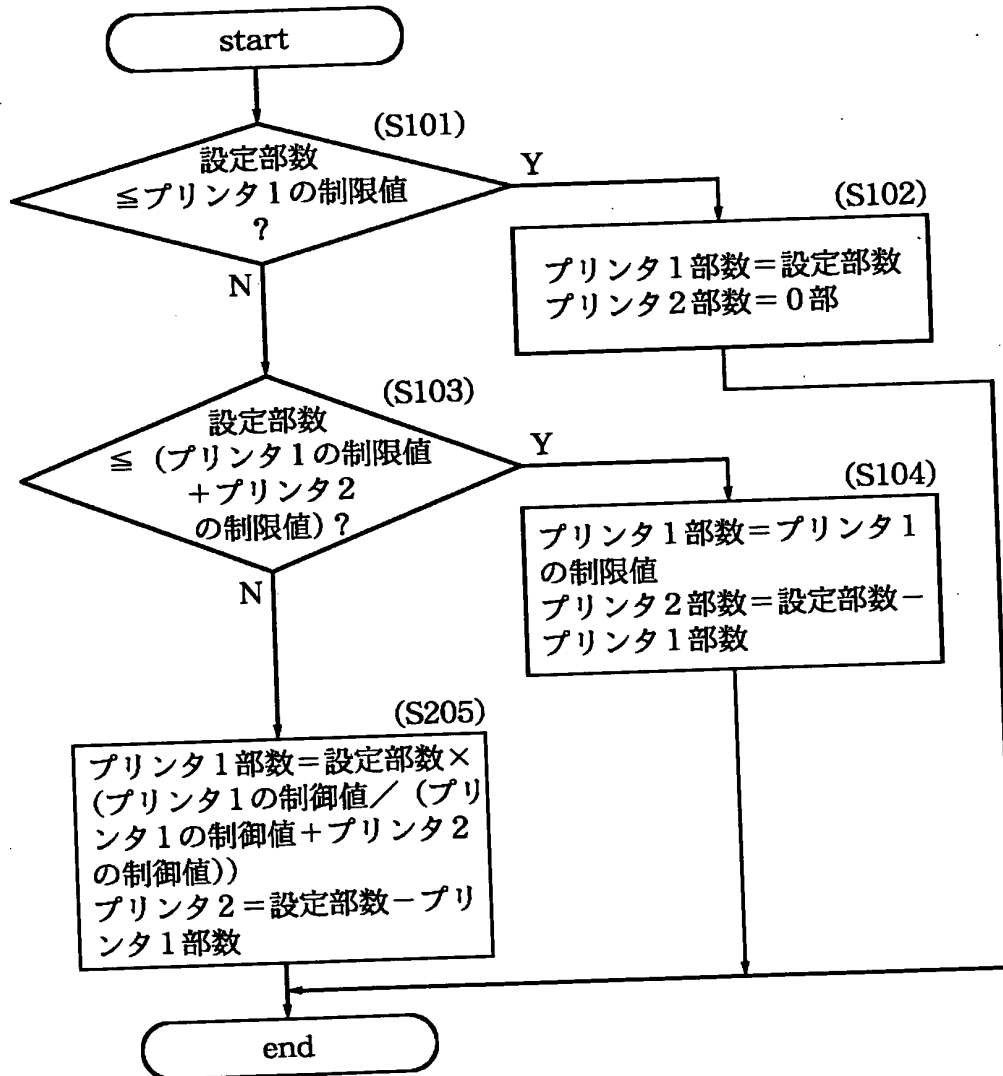 start
(S101)
設定部数
≦プリンタ1の制限値
?
Y
N
(S102)
プリンタ1部数=設定部数
プリンタ2部数=0部
(S103)
設定部数
≦ (プリンタ1の制限値
+プリンタ2
の制限値)?
Y
N
(S104)
プリンタ1部数=プリンタ1
の制限値
プリンタ2部数=設定部数-
プリンタ1部数
(S205)
プリンタ1部数=設定部数×
(プリンタ1の制御値/ (プリ
ンタ1の制御値+プリンタ2
の制御値))
プリンタ2=設定部数-プリ
ンタ1部数
end